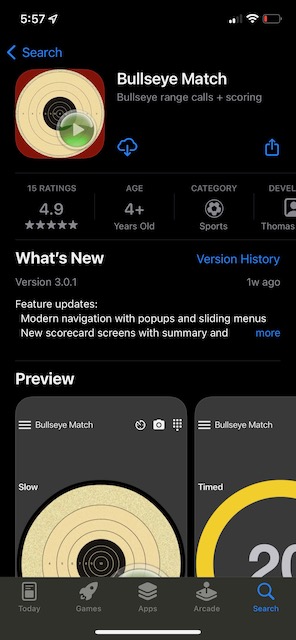 5:57
Search
Bullseye Match
Bullseye range calls + scoring
15 RATINGS
4.9
AGE
4+
Years Old
CATEGORY
Sports
DEVEL
Thomas
What's New
Version History
Version 3.0.1
1w ago
Feature updates:
Modern navigation with popups and sliding menus
New scorecard screens with summary and more
Preview
Bullseye Match
Slow
Bullseye Match
Timed
20
Today
Games
Apps
Arcade
Search